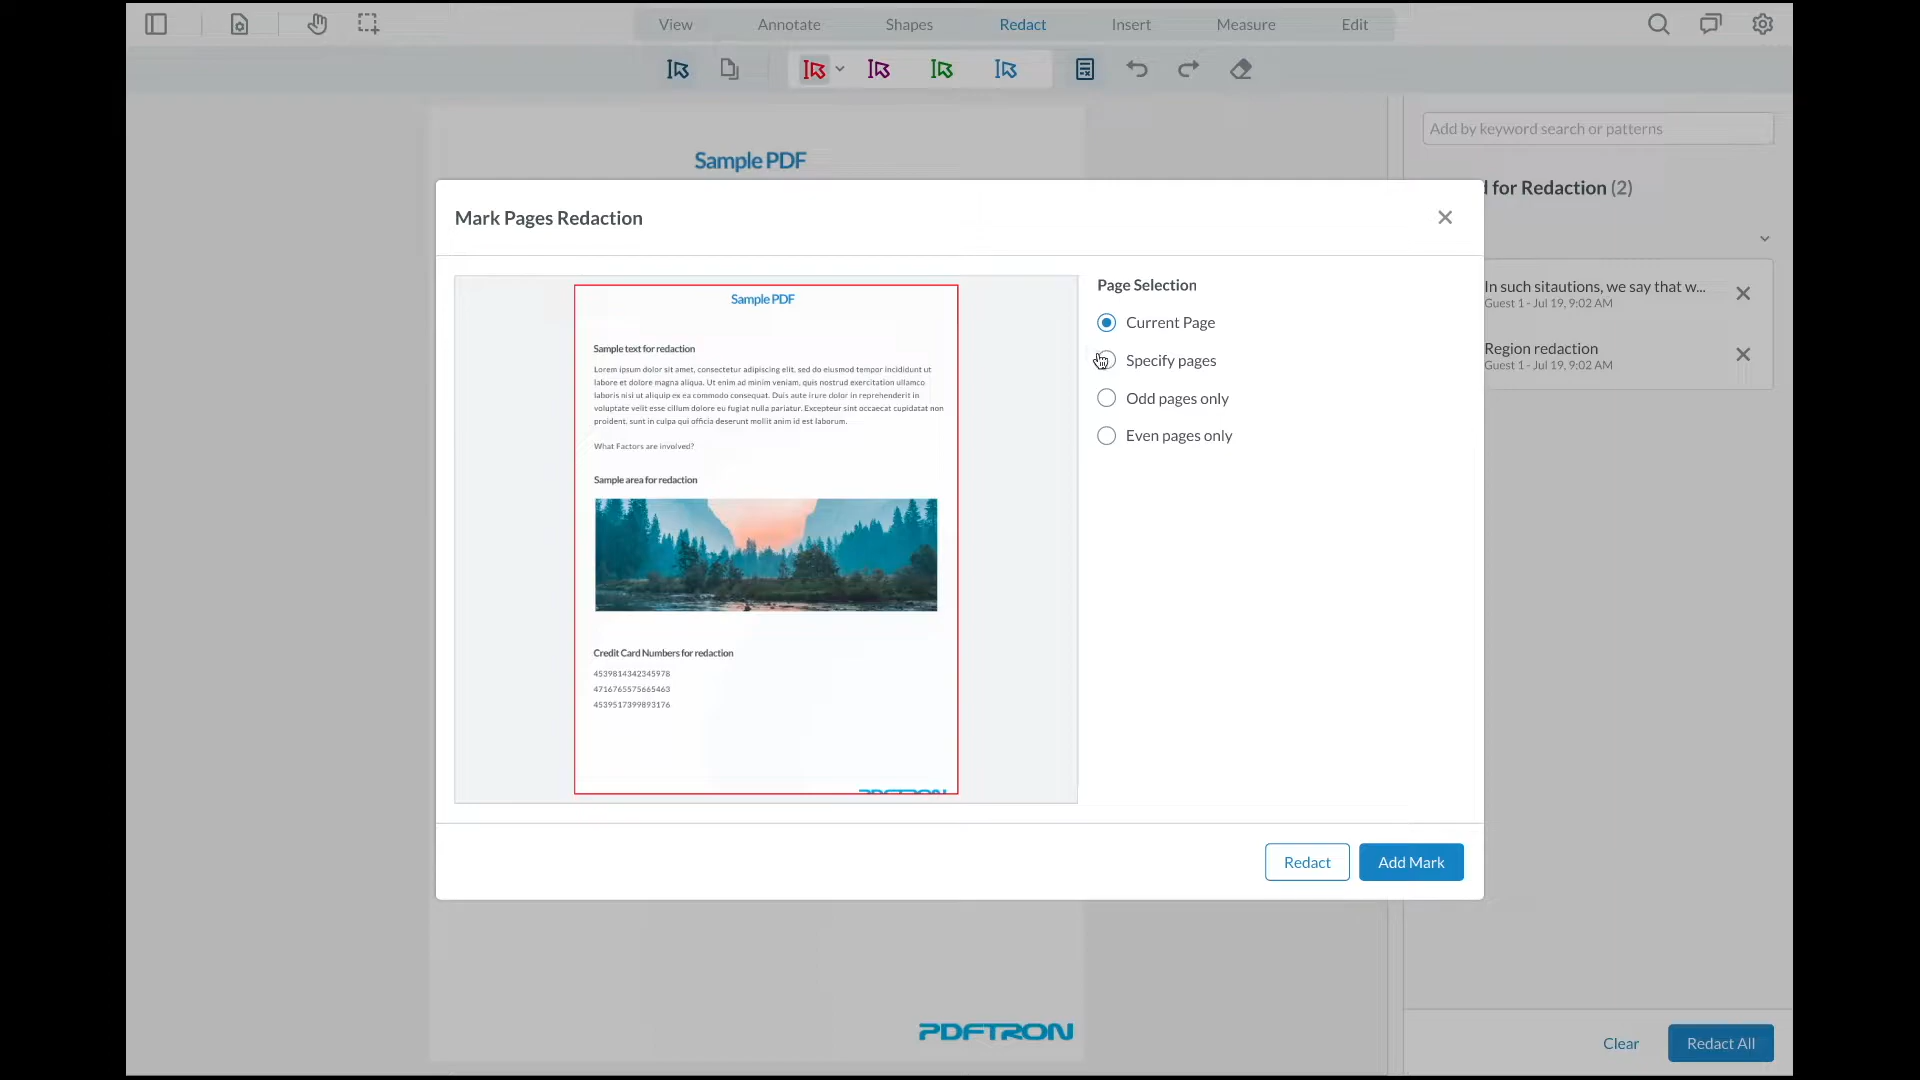 View Annotate Shapes Redact Insert Measure Edit
Add by keyword search or patterns
Sample PDF
d for Redaction (2)
Mark Pages Redaction
Sample PDF
Sample text for redaction
Lorem ipsum dolor sit amet, consectetur adipiscing elit, sed do eiusmod tempor incididunt ut
labore et dolore magna aliqua. Ut enim ad minim veniam, quis nostrud exercitation ullamco
laboris nisi ut aliquip ex ea commodo consequat. Duis aute irure dolor in reprehenderit in
voluptate velit esse cillum dolore eu fugiat nulla pariatur. Excepteur sint occaecat cupidatat non
proident, sunt in culpa qui officia deserunt mollit anim id est laborum.
What Factors are involved?
Sample area for redaction
Credit Card Numbers for redaction
4539814342345978
4716765575665463
4539517399893176
PDFTRON
Page Selection
Current Page
Specify pages
Odd pages only
Even pages only
In such sitautions, we say that w...
Guest 1 - Jul 19, 9:02 AM
Region redaction
Guest 1 - Jul 19, 9:02 AM
Redact Add Mark
PDFTRON
Clear Redact All